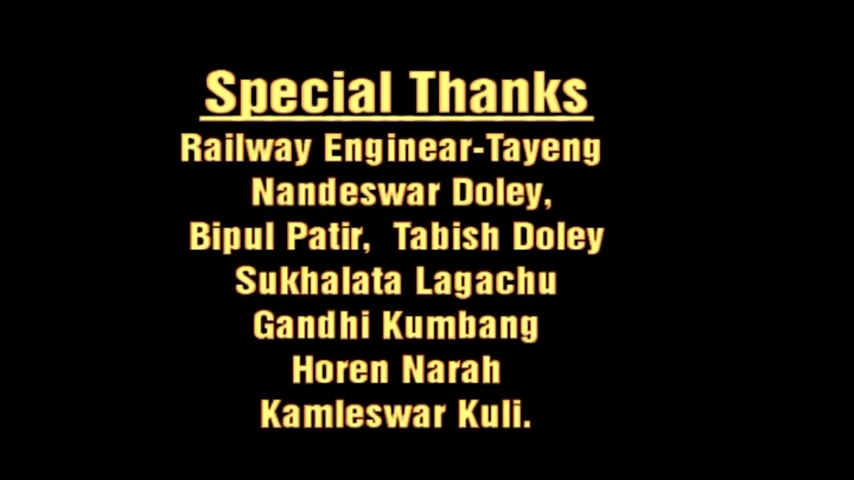 Special Thanks
Railway Enginear-Tayeng
Nandeswar Doley,
Bipul Patir, Tabish Doley
Sukhalata Lagachu
Gandhi Kumbang
Horen Narah
Kamleswar Kuli.